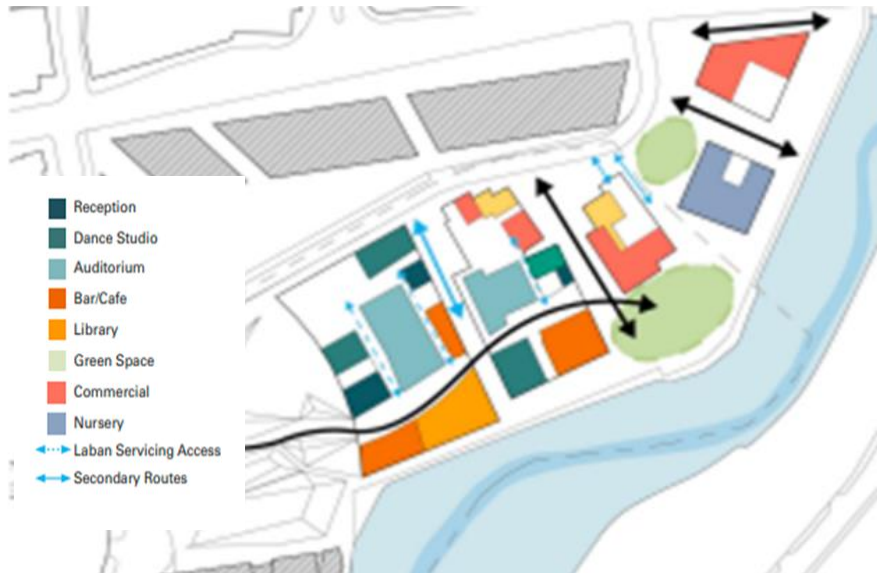 Reception
Dance Studio
Auditorium
Bar/Cafe
Library
Green Space
Commercial
Nursery
Laban Servicing Access
Secondary Routes